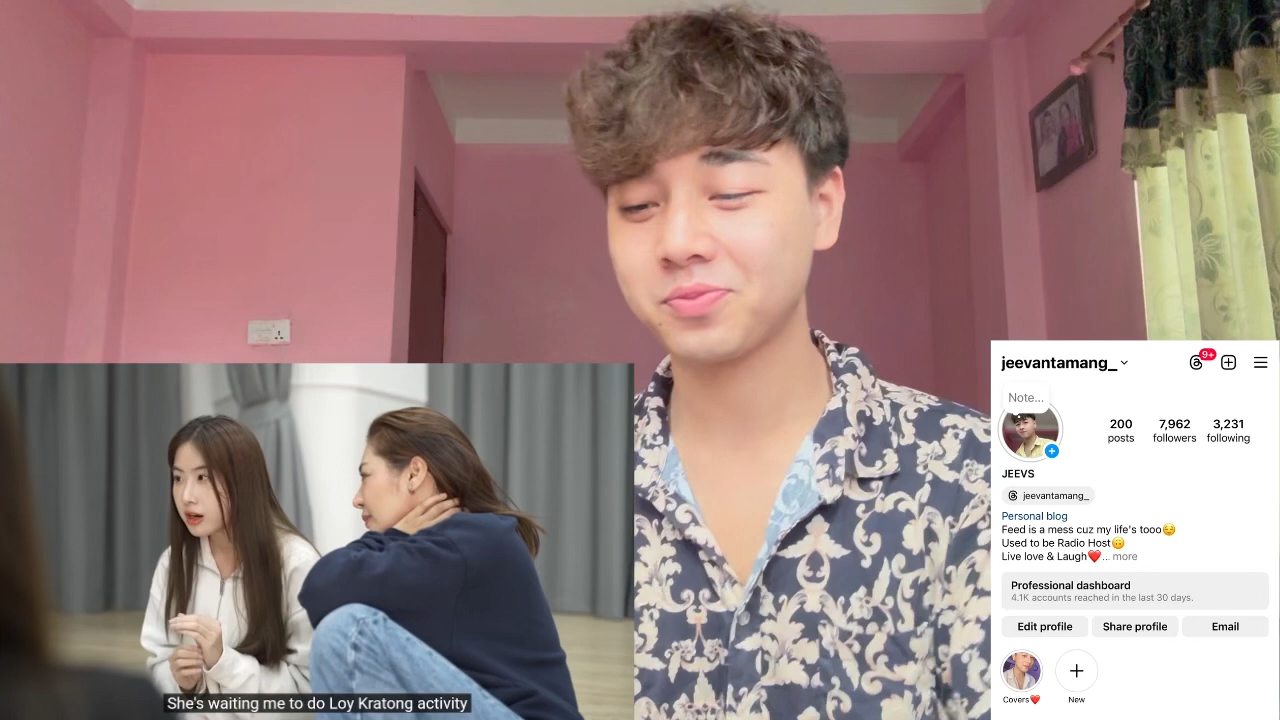 She's waiting me to do Loy Kratong activity
jeevantamang_
9+
Note...
200 7,962 3,231
posts followers following
JEEVS
jeevantamang_
Personal blog
Feed is a mess cuz my life's tooo😌
Used to be Radio Host🙃
Live love & Laugh❤️... more
Professional dashboard
4.1K accounts reached in the last 30 days.
Edit profile Share profile Email
Covers❤️ New